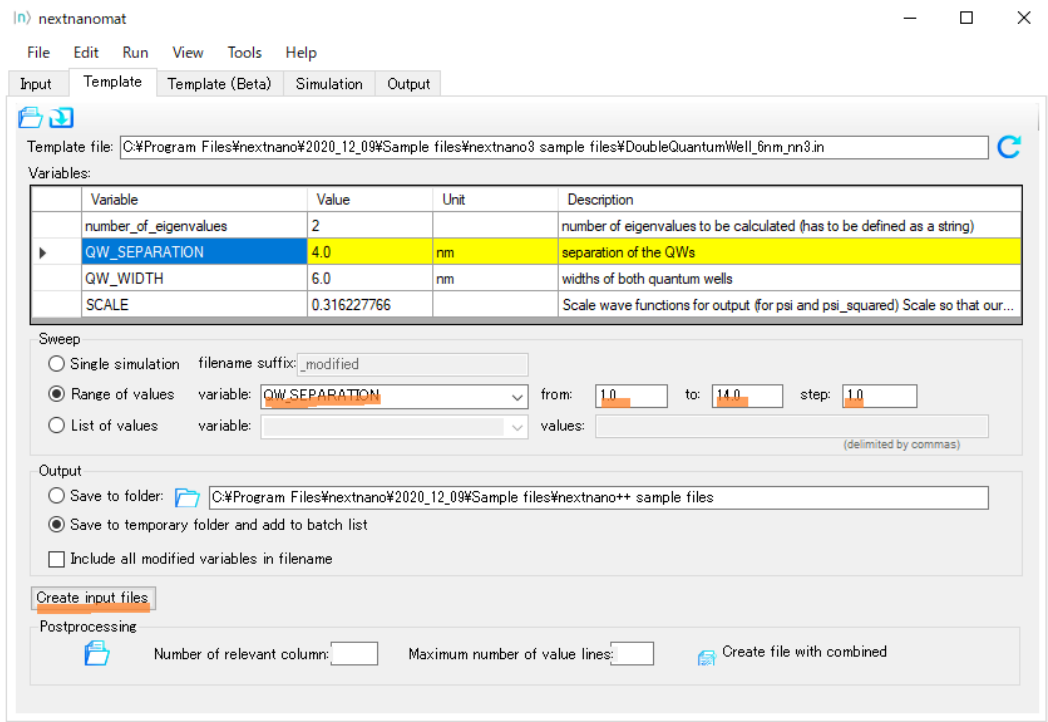 |n⟩ nextnanomat
File Edit Run View Tools Help
Input Template Template (Beta) Simulation Output
Template file: C:¥Program Files¥nextnano¥2020_12_09¥Sample files¥nextnano3 sample files¥DoubleQuantumWell_6nm_nn3.in
Variables:
Variable Value Unit Description
number_of_eigenvalues 2 number of eigenvalues to be calculated (has to be defined as a string)
QW_SEPARATION 4.0 nm separation of the QWs
QW_WIDTH 6.0 nm widths of both quantum wells
SCALE 0.316227766 Scale wave functions for output (for psi and psi_squared) Scale so that our...
Sweep
Single simulation filename suffix: _modified
Range of values variable: QW_SEPARATION from: 1.0 to: 14.0 step: 1.0
List of values variable: values:
(delimited by commas)
Output
Save to folder: C:¥Program Files¥nextnano¥2020_12_09¥Sample files¥nextnano++ sample files
Save to temporary folder and add to batch list
Include all modified variables in filename
Create input files
Postprocessing
Number of relevant column: Maximum number of value lines: Create file with combined